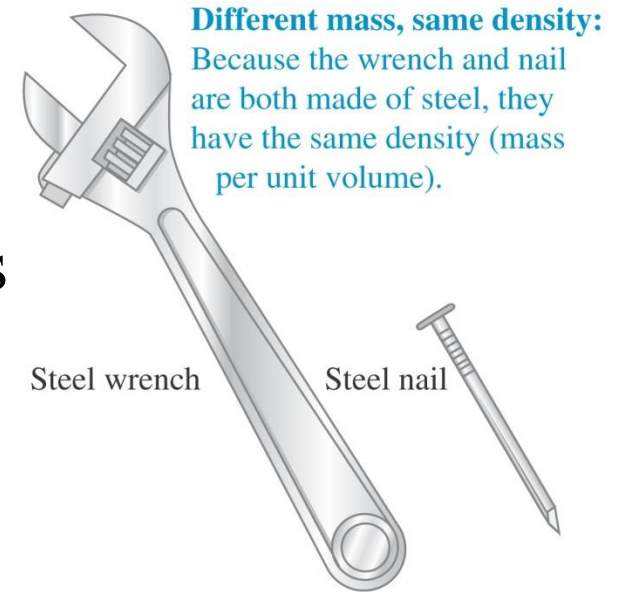 Different mass, same density:
Because the wrench and nail
are both made of steel, they
have the same density (mass
per unit volume).
s
Steel wrench
Steel nail